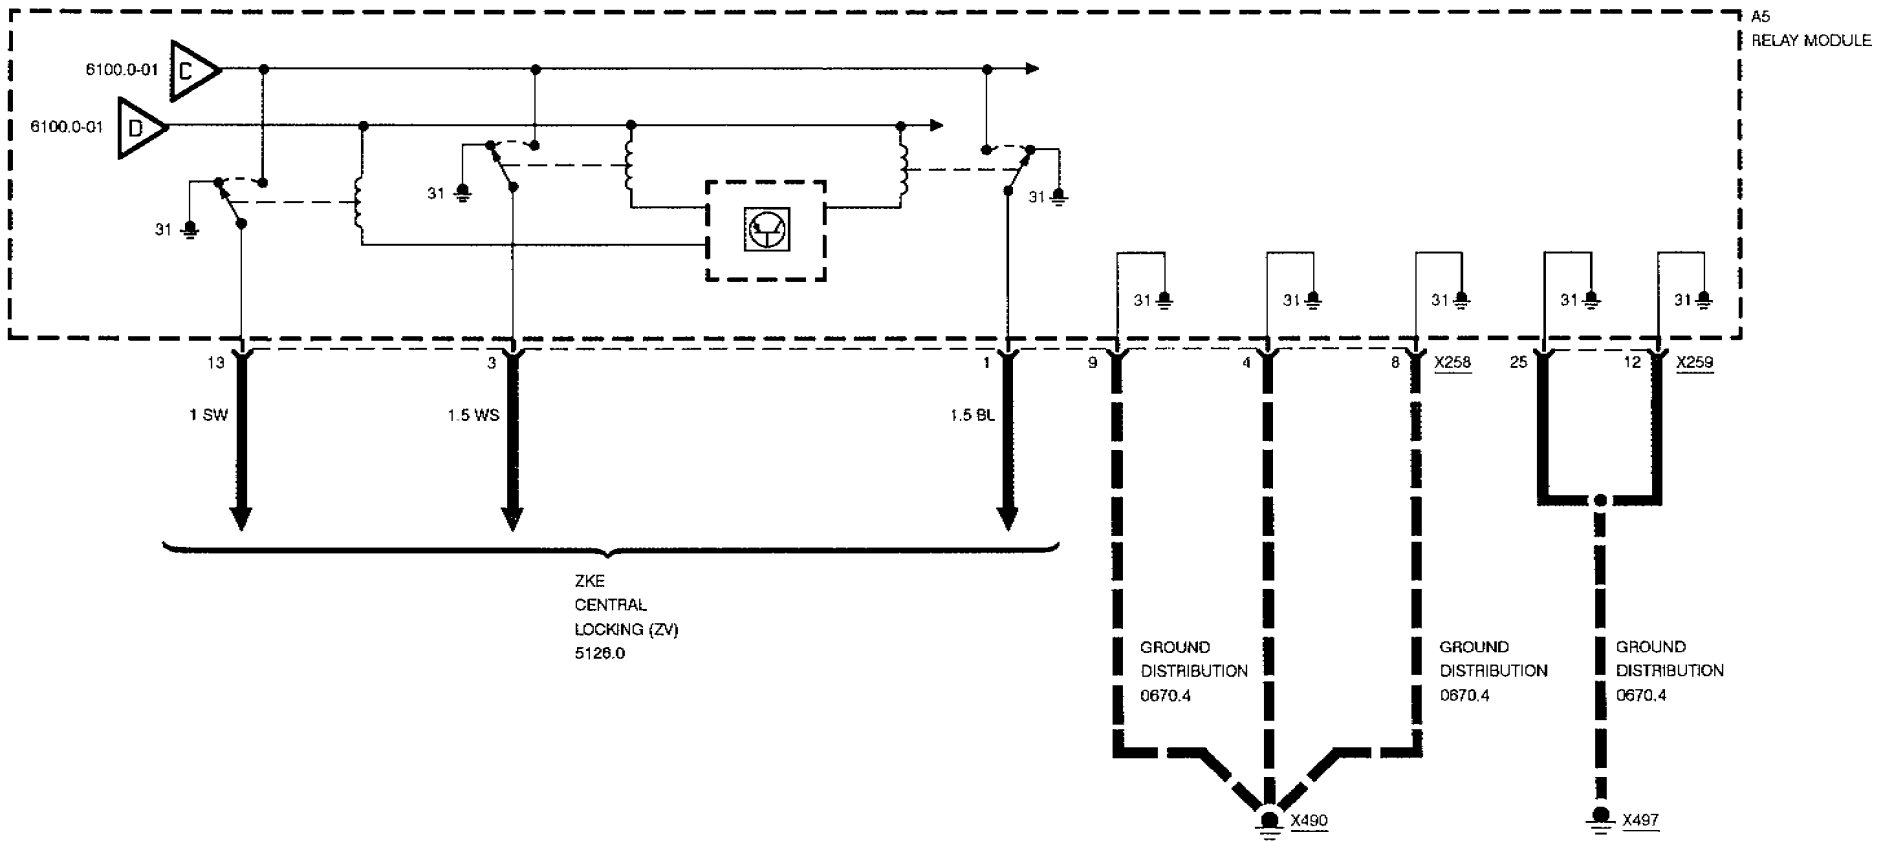 A5
RELAY MODULE
6100.0-01
C
6100.0-01
D
31
31
31
31
31
31
31
31
13
3
1
9
4
8
X258
25
12
X259
1 SW
1.5 WS
1.5 BL
ZKE
CENTRAL
LOCKING (ZV)
5126.0
GROUND
DISTRIBUTION
0670.4
GROUND
DISTRIBUTION
0670.4
GROUND
DISTRIBUTION
0670.4
X490
X497